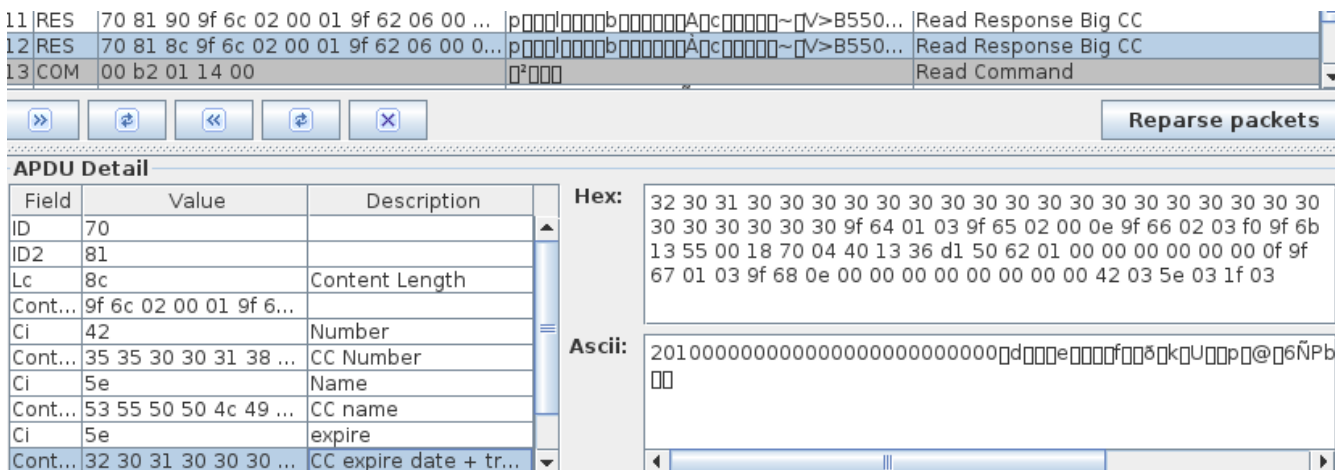 11 RES 70 81 90 9f 6c 02 00 01 9f 62 06 00 00 ... Read Response Big CC
12 RES 70 81 8c 9f 6c 02 00 01 9f 62 06 00 0... Read Response Big CC
13 COM 00 b2 01 14 00 Read Command
Reparse packets
APDU Detail
Field Value Description
ID 70
ID2 81
Lc 8c Content Length
Cont... 9f 6c 02 00 01 9f 6...
Ci 42 Number
Cont... 35 35 30 30 31 38 ... CC Number
Ci 5e Name
Cont... 53 55 50 50 4c 49 ... CC name
Ci 5e expire
Cont... 32 30 31 30 30 30 ... CC expire date + tr...
Hex:
32 30 31 30 30 30 30 30 30 30 30 30 30 30 30 30 30 30 30 30 30
30 30 30 30 30 30 9f 64 01 03 9f 65 02 00 0e 9f 66 02 03 f0 9f 6b
13 55 00 18 70 04 40 13 36 d1 50 62 01 00 00 00 00 00 00 0f 9f
67 01 03 9f 68 0e 00 00 00 00 00 00 00 00 42 03 5e 03 1f 03
Ascii: